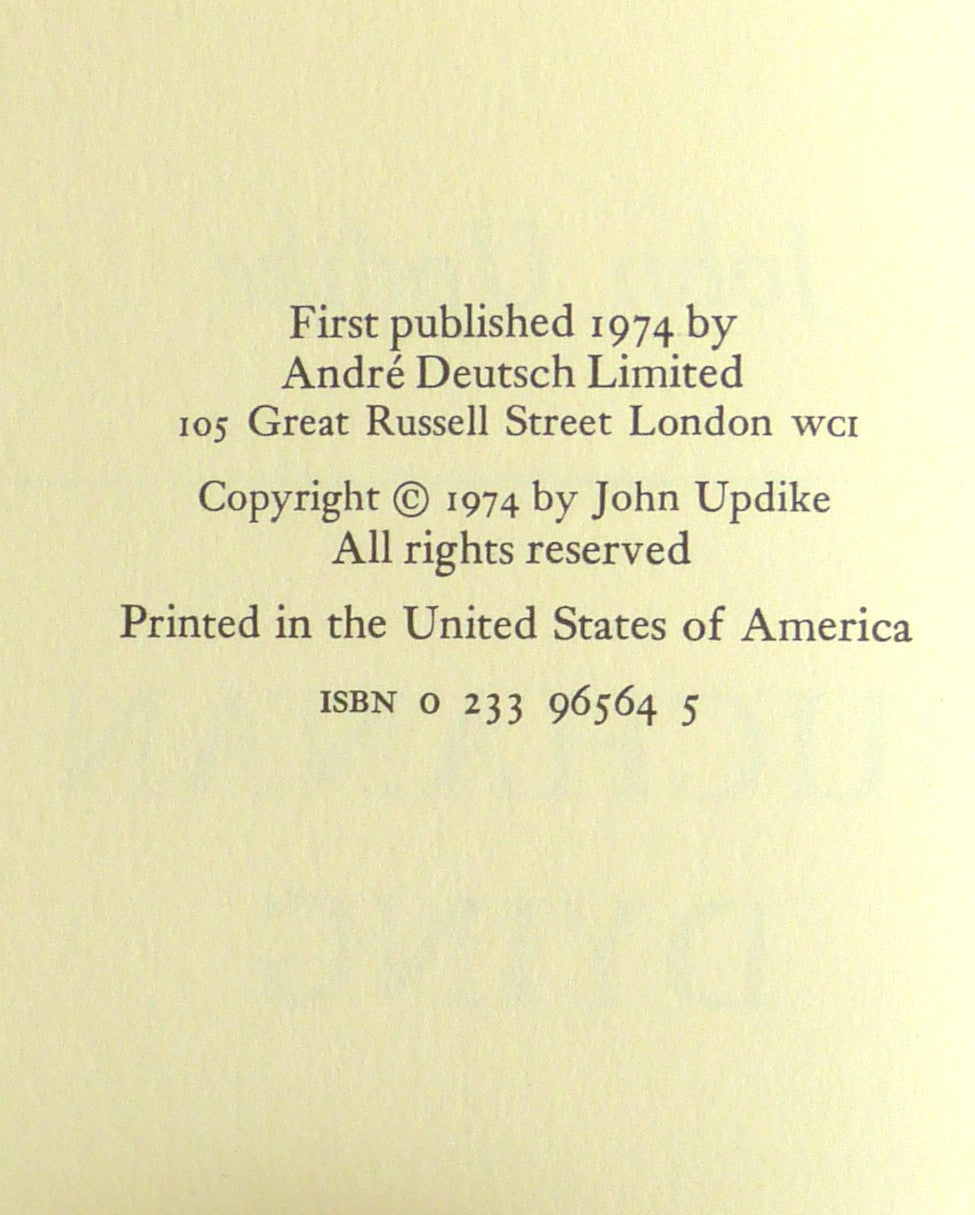 First published 1974 by
André Deutsch Limited
105 Great Russell Street London WC1
Copyright © 1974 by John Updike
All rights reserved
Printed in the United States of America
ISBN 0 233 96564 5